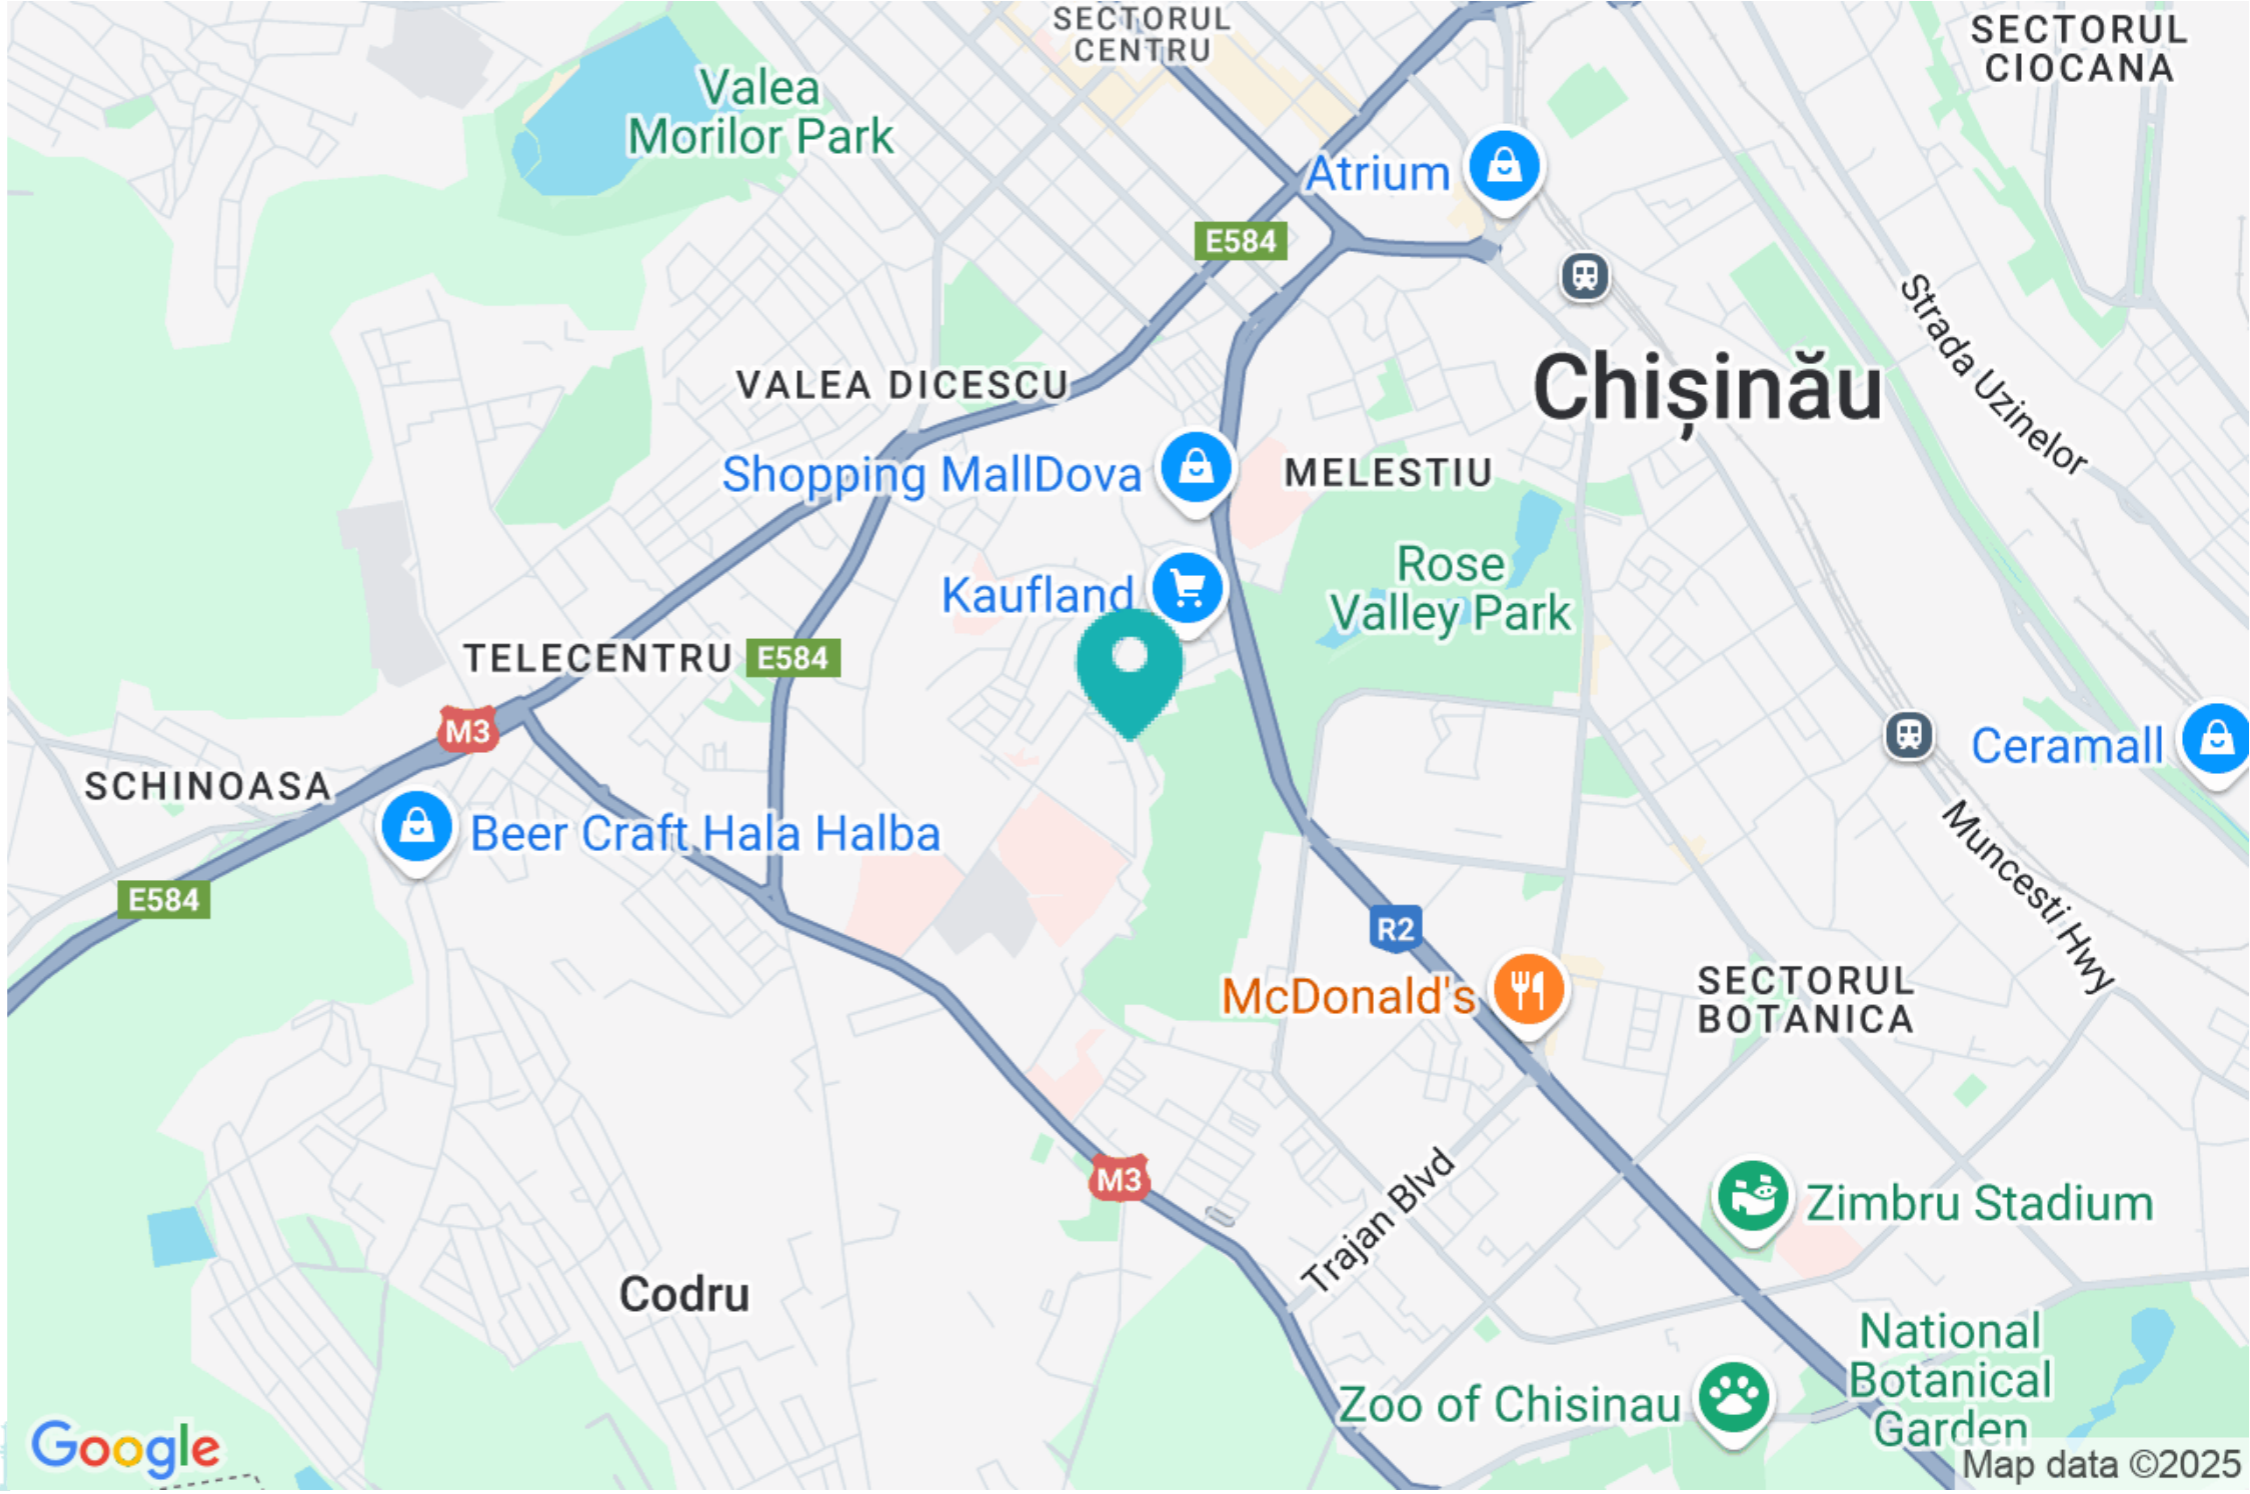 SECTORUL
CENTRU
SECTORUL
CIOCANA
Valea
Morilor Park
Atrium
E584
Strada Uzinelor
VALEA DICESCU
Chișinău
Shopping MallDova
MELESTIU
Rose
Valley Park
Kaufland
TELECENTRU
E584
M3
Ceramall
SCHINOASA
Beer Craft Hala Halba
Muncesti Hwy
E584
R2
McDonald's
SECTORUL
BOTANICA
M3
Trajan Blvd
Zimbru Stadium
Codru
National
Botanical
Garden
Zoo of Chisinau
Google
Map data ©2025